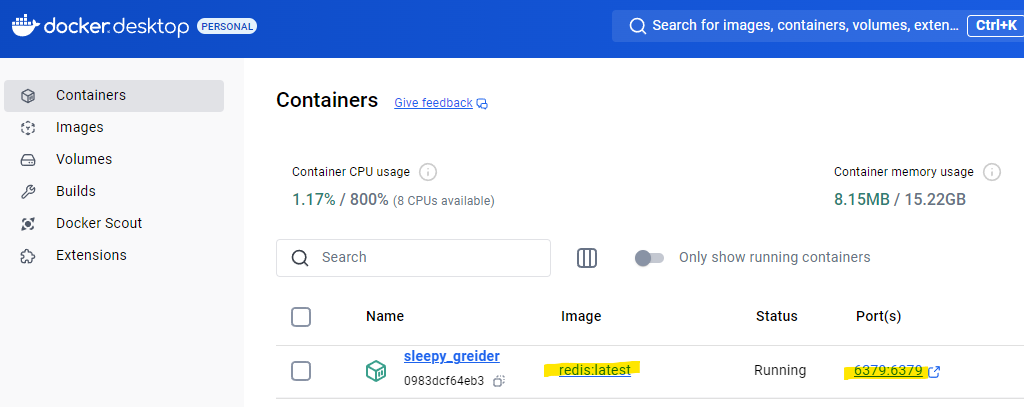 docker.desktop PERSONAL
Search for images, containers, volumes, exten... Ctrl+K
Containers
Images
Volumes
Builds
Docker Scout
Extensions
Containers Give feedback
Container CPU usage
1.17% / 800% (8 CPUs available)
Container memory usage
8.15MB / 15.22GB
Search
Only show running containers
Name Image Status Port(s)
sleepy_greider
0983dcf64eb3
redis:latest Running 6379:6379